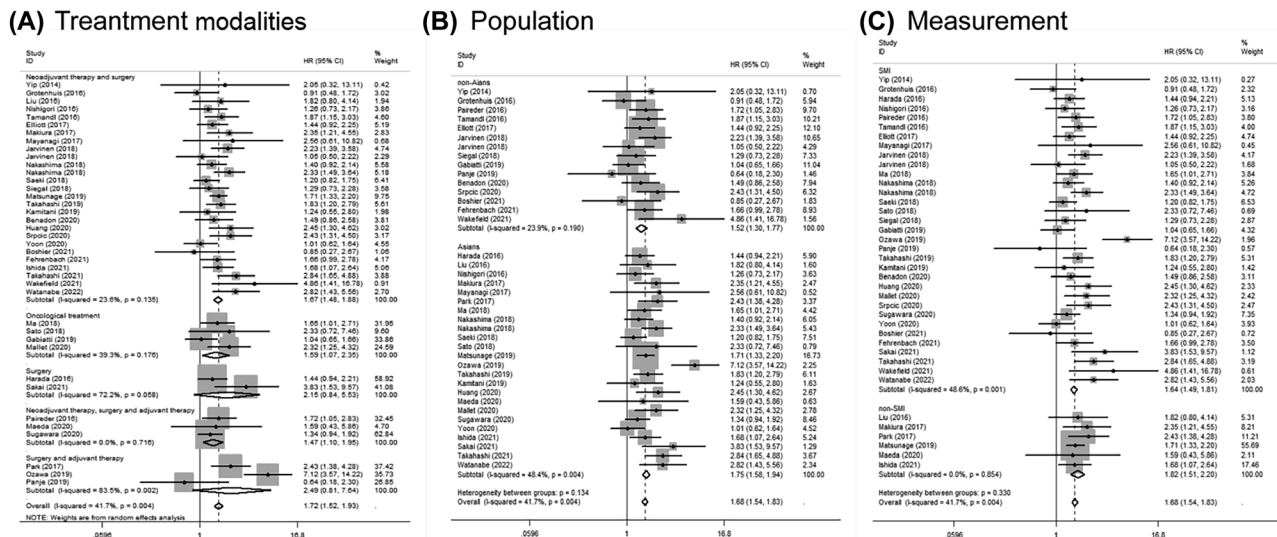 (A) Treantment modalities
Study
ID
HR (95% CI)
%
Weight
Neoadjuvant therapy and surgery
Yip (2014) 2.05 (0.32, 13.11) 0.42
Grotenhuis (2016) 0.91 (0.48, 1.72) 3.02
Liu (2016) 1.82 (0.80, 4.14) 1.94
Nishigori (2016) 1.26 (0.73, 2.17) 3.86
Tamandl (2016) 1.87 (1.15, 3.03) 4.60
Elliott (2017) 1.44 (0.92, 2.25) 5.19
Makiura (2017) 2.35 (1.21, 4.55) 2.83
Mayanagi (2017) 2.56 (0.61, 10.82) 0.68
Jarvinen (2018) 2.23 (1.39, 3.58) 4.74
Jarvinen (2018) 1.05 (0.50, 2.22) 2.29
Nakashima (2018) 1.40 (0.92, 2.14) 5.58
Nakashima (2018) 2.33 (1.49, 3.64) 5.18
Saeki (2018) 1.20 (0.82, 1.75) 6.41
Siegal (2018) 1.29 (0.73, 2.28) 3.58
Matsunage (2019) 1.71 (1.33, 2.20) 9.75
Takahashi (2019) 1.83 (1.20, 2.79) 5.61
Kamitani (2019) 1.24 (0.55, 2.80) 1.98
Benadon (2020) 1.49 (0.86, 2.58) 3.81
Huang (2020) 2.45 (1.30, 4.62) 3.02
Srpcic (2020) 2.43 (1.31, 4.50) 3.17
Yoon (2020) 1.01 (0.62, 1.64) 4.55
Boshier (2021) 0.85 (0.27, 2.67) 1.06
Fehrenbach (2021) 1.66 (0.99, 2.78) 4.17
Ishida (2021) 1.68 (1.07, 2.64) 5.06
Takahashi (2021) 2.84 (1.65, 4.88) 3.88
Wakefield (2021) 4.86 (1.41, 16.78) 0.91
Watanabe (2022) 2.82 (1.43, 5.56) 2.70
Subtotal (I-squared = 23.6%, p = 0.135) 1.67 (1.48, 1.88) 100.00
Oncological treatment
Ma (2018) 1.65 (1.01, 2.71) 31.95
Sato (2018) 2.33 (0.72, 7.46) 9.60
Gabiatti (2019) 1.04 (0.65, 1.66) 33.86
Mallet (2020) 2.32 (1.25, 4.32) 24.59
Subtotal (I-squared = 39.3%, p = 0.176) 1.59 (1.07, 2.35) 100.00
Surgery
Harada (2016) 1.44 (0.94, 2.21) 58.92
Sakai (2021) 3.83 (1.53, 9.57) 41.08
Subtotal (I-squared = 72.2%, p = 0.058) 2.15 (0.84, 5.53) 100.00
Neoadjuvant therapy, surgery and adjuvant therapy
Paireder (2016) 1.72 (1.05, 2.83) 32.45
Maeda (2020) 1.59 (0.43, 5.86) 4.70
Sugawara (2020) 1.34 (0.94, 1.92) 62.84
Subtotal (I-squared = 0.0%, p = 0.716) 1.47 (1.10, 1.95) 100.00
Surgery and adjuvant therapy
Park (2017) 2.43 (1.38, 4.28) 37.42
Ozawa (2019) 7.12 (3.57, 14.22) 35.73
Panje (2019) 0.64 (0.18, 2.30) 26.85
Subtotal (I-squared = 83.5%, p = 0.002) 2.49 (0.81, 7.64) 100.00
Overall (I-squared = 41.7%, p = 0.004) 1.72 (1.52, 1.93) .
NOTE: Weights are from random effects analysis
.0596 1 16.8
(B) Population
Study
ID
HR (95% CI)
%
Weight
non-Aians
Yip (2014) 2.05 (0.32, 13.11) 0.70
Grotenhuis (2016) 0.91 (0.48, 1.72) 5.94
Paireder (2016) 1.72 (1.05, 2.83) 9.70
Tamandl (2016) 1.87 (1.15, 3.03) 10.21
Elliott (2017) 1.44 (0.92, 2.25) 12.10
Jarvinen (2018) 2.23 (1.39, 3.58) 10.65
Jarvinen (2018) 1.05 (0.50, 2.22) 4.29
Siegal (2018) 1.29 (0.73, 2.28) 7.33
Gabiatti (2019) 1.04 (0.65, 1.66) 11.04
Panje (2019) 0.64 (0.18, 2.30) 1.46
Benadon (2020) 1.49 (0.86, 2.58) 7.94
Srpcic (2020) 2.43 (1.31, 4.50) 6.32
Boshier (2021) 0.85 (0.27, 2.67) 1.83
Fehrenbach (2021) 1.66 (0.99, 2.78) 8.93
Wakefield (2021) 4.86 (1.41, 16.78) 1.56
Subtotal (I-squared = 23.9%, p = 0.190) 1.52 (1.30, 1.77) 100.00
Asians
Harada (2016) 1.44 (0.94, 2.21) 5.90
Liu (2016) 1.82 (0.80, 4.14) 1.60
Nishigori (2016) 1.26 (0.73, 2.17) 3.63
Makiura (2017) 2.35 (1.21, 4.55) 2.47
Mayanagi (2017) 2.56 (0.61, 10.82) 0.52
Park (2017) 2.43 (1.38, 4.28) 3.37
Ma (2018) 1.65 (1.01, 2.71) 4.42
Nakashima (2018) 1.40 (0.92, 2.14) 6.05
Nakashima (2018) 2.33 (1.49, 3.64) 5.43
Saeki (2018) 1.20 (0.82, 1.75) 7.51
Sato (2018) 2.33 (0.72, 7.46) 0.79
Matsunage (2019) 1.71 (1.33, 2.20) 16.73
Ozawa (2019) 7.12 (3.57, 14.22) 2.25
Takahashi (2019) 1.83 (1.20, 2.79) 6.11
Kamitani (2019) 1.24 (0.55, 2.80) 1.63
Huang (2020) 2.45 (1.30, 4.62) 2.67
Maeda (2020) 1.59 (0.43, 5.86) 0.63
Mallet (2020) 2.32 (1.25, 4.32) 2.78
Sugawara (2020) 1.34 (0.94, 1.92) 8.46
Yoon (2020) 1.01 (0.62, 1.64) 4.52
Ishida (2021) 1.68 (1.07, 2.64) 5.24
Sakai (2021) 3.83 (1.53, 9.57) 1.29
Takahashi (2021) 2.84 (1.65, 4.88) 3.67
Watanabe (2022) 2.82 (1.43, 5.56) 2.34
Subtotal (I-squared = 48.4%, p = 0.004) 1.75 (1.58, 1.94) 100.00
Heterogeneity between groups: p = 0.134
Overall (I-squared = 41.7%, p = 0.004) 1.68 (1.54, 1.83) .
.0596 1 16.8
(C) Measurement
Study
ID
HR (95% CI)
%
Weight
SMI
Yip (2014) 2.05 (0.32, 13.11) 0.27
Grotenhuis (2016) 0.91 (0.48, 1.72) 2.32
Harada (2016) 1.44 (0.94, 2.21) 5.13
Nishigori (2016) 1.26 (0.73, 2.17) 3.16
Paireder (2016) 1.72 (1.05, 2.83) 3.80
Tamandl (2016) 1.87 (1.15, 3.03) 4.00
Elliott (2017) 1.44 (0.92, 2.25) 4.74
Mayanagi (2017) 2.56 (0.61, 10.82) 0.45
Jarvinen (2018) 2.23 (1.39, 3.58) 4.17
Jarvinen (2018) 1.05 (0.50, 2.22) 1.68
Ma (2018) 1.65 (1.01, 2.71) 3.84
Nakashima (2018) 1.40 (0.92, 2.14) 5.26
Nakashima (2018) 2.33 (1.49, 3.64) 4.72
Saeki (2018) 1.20 (0.82, 1.75) 6.53
Sato (2018) 2.33 (0.72, 7.46) 0.69
Siegal (2018) 1.29 (0.73, 2.28) 2.87
Gabiatti (2019) 1.04 (0.65, 1.66) 4.32
Ozawa (2019) 7.12 (3.57, 14.22) 1.96
Panje (2019) 0.64 (0.18, 2.30) 0.57
Takahashi (2019) 1.83 (1.20, 2.79) 5.31
Kamitani (2019) 1.24 (0.55, 2.80) 1.42
Benadon (2020) 1.49 (0.86, 2.58) 3.11
Huang (2020) 2.45 (1.30, 4.62) 2.33
Mallet (2020) 2.32 (1.25, 4.32) 2.42
Srpcic (2020) 2.43 (1.31, 4.50) 2.47
Sugawara (2020) 1.34 (0.94, 1.92) 7.35
Yoon (2020) 1.01 (0.62, 1.64) 3.93
Boshier (2021) 0.85 (0.27, 2.67) 0.72
Fehrenbach (2021) 1.66 (0.99, 2.78) 3.50
Sakai (2021) 3.83 (1.53, 9.57) 1.12
Takahashi (2021) 2.84 (1.65, 4.88) 3.19
Wakefield (2021) 4.86 (1.41, 16.78) 0.61
Watanabe (2022) 2.82 (1.43, 5.56) 2.03
Subtotal (I-squared = 48.6%, p = 0.001) 1.64 (1.49, 1.81) 100.00
non-SMI
Liu (2016) 1.82 (0.80, 4.14) 5.31
Makiura (2017) 2.35 (1.21, 4.55) 8.21
Park (2017) 2.43 (1.38, 4.28) 11.21
Matsunage (2019) 1.71 (1.33, 2.20) 55.69
Maeda (2020) 1.59 (0.43, 5.86) 2.11
Ishida (2021) 1.68 (1.07, 2.64) 17.46
Subtotal (I-squared = 0.0%, p = 0.854) 1.82 (1.51, 2.20) 100.00
Heterogeneity between groups: p = 0.330
Overall (I-squared = 41.7%, p = 0.004) 1.68 (1.54, 1.83) .
.0596 1 16.8